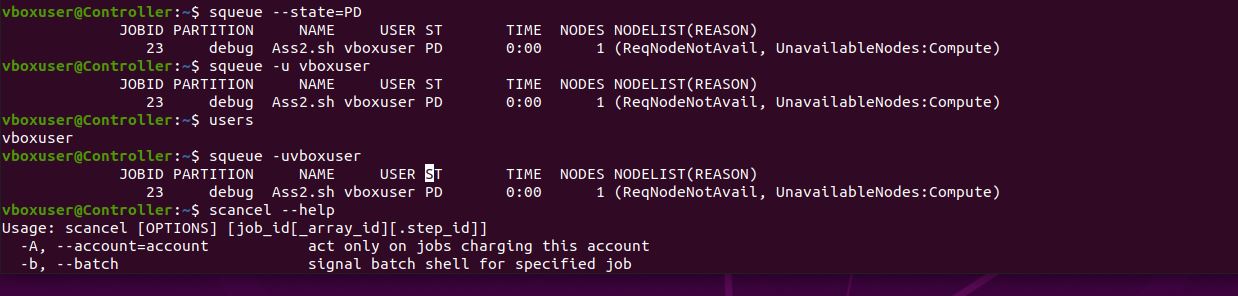 vboxuser@Controller:~$ squeue --state=PD
JOBID PARTITION NAME USER ST TIME NODES NODELIST(REASON)
23 debug Ass2.sh vboxuser PD 0:00 1 (ReqNodeNotAvail, UnavailableNodes:Compute)
vboxuser@Controller:~$ squeue -u vboxuser
JOBID PARTITION NAME USER ST TIME NODES NODELIST(REASON)
23 debug Ass2.sh vboxuser PD 0:00 1 (ReqNodeNotAvail, UnavailableNodes:Compute)
vboxuser@Controller:~$ users
vboxuser
vboxuser@Controller:~$ squeue -uvboxuser
JOBID PARTITION NAME USER ST TIME NODES NODELIST(REASON)
23 debug Ass2.sh vboxuser PD 0:00 1 (ReqNodeNotAvail, UnavailableNodes:Compute)
vboxuser@Controller:~$ scancel --help
Usage: scancel [OPTIONS] [job_id[_array_id][.step_id]]
-A, --account=account act only on jobs charging this account
-b, --batch signal batch shell for specified job